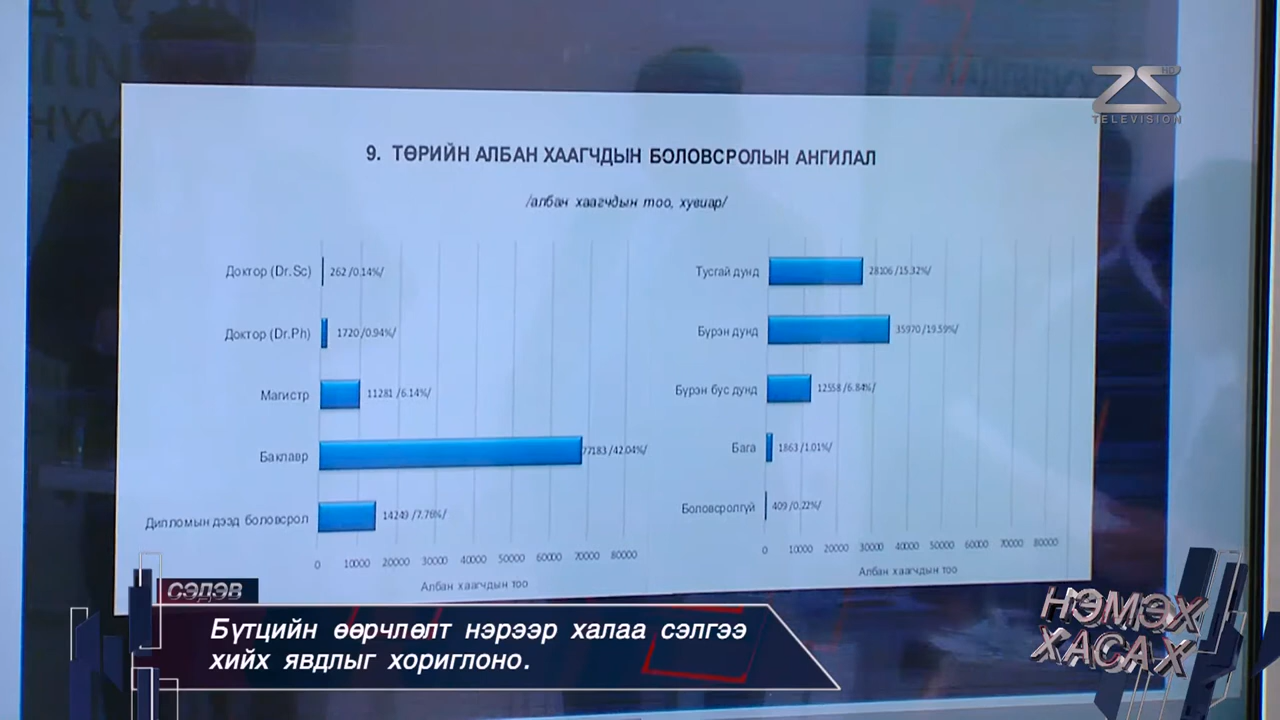 ZS HD
TELEVISION
9. ТӨРИЙН АЛБАН ХААГЧДЫН БОЛОВСРОЛЫН АНГИЛАЛ
/албан хаагчдын тоо, хувиар/
Доктор (Dr.Sc) 262 /0.14%/
Доктор (Dr.Ph) 1720 /0.94%/
Магистр 11281 /6.14%/
Баклавр 77183 /42.04%/
Дипломын дээд боловсрол 14249 /7.76%/
0 10000 20000 30000 40000 50000 60000 70000 80000
Албан хаагчдын тоо
Тусгай дунд 28106 /15.32%/
Бүрэн дунд 35970 /19.59%/
Бүрэн бус дунд 12558 /6.84%/
Бага 1863 /1.01%/
Боловсролгүй 409 /0.22%/
0 10000 20000 30000 40000 50000 60000 70000 80000
Албан хаагчдын тоо
СЭДЭВ
Бүтцийн өөрчлөлт нэрээр халаа сэлгээ
хийх явдлыг хориглоно.
НЭМЭХ
ХАСАХ